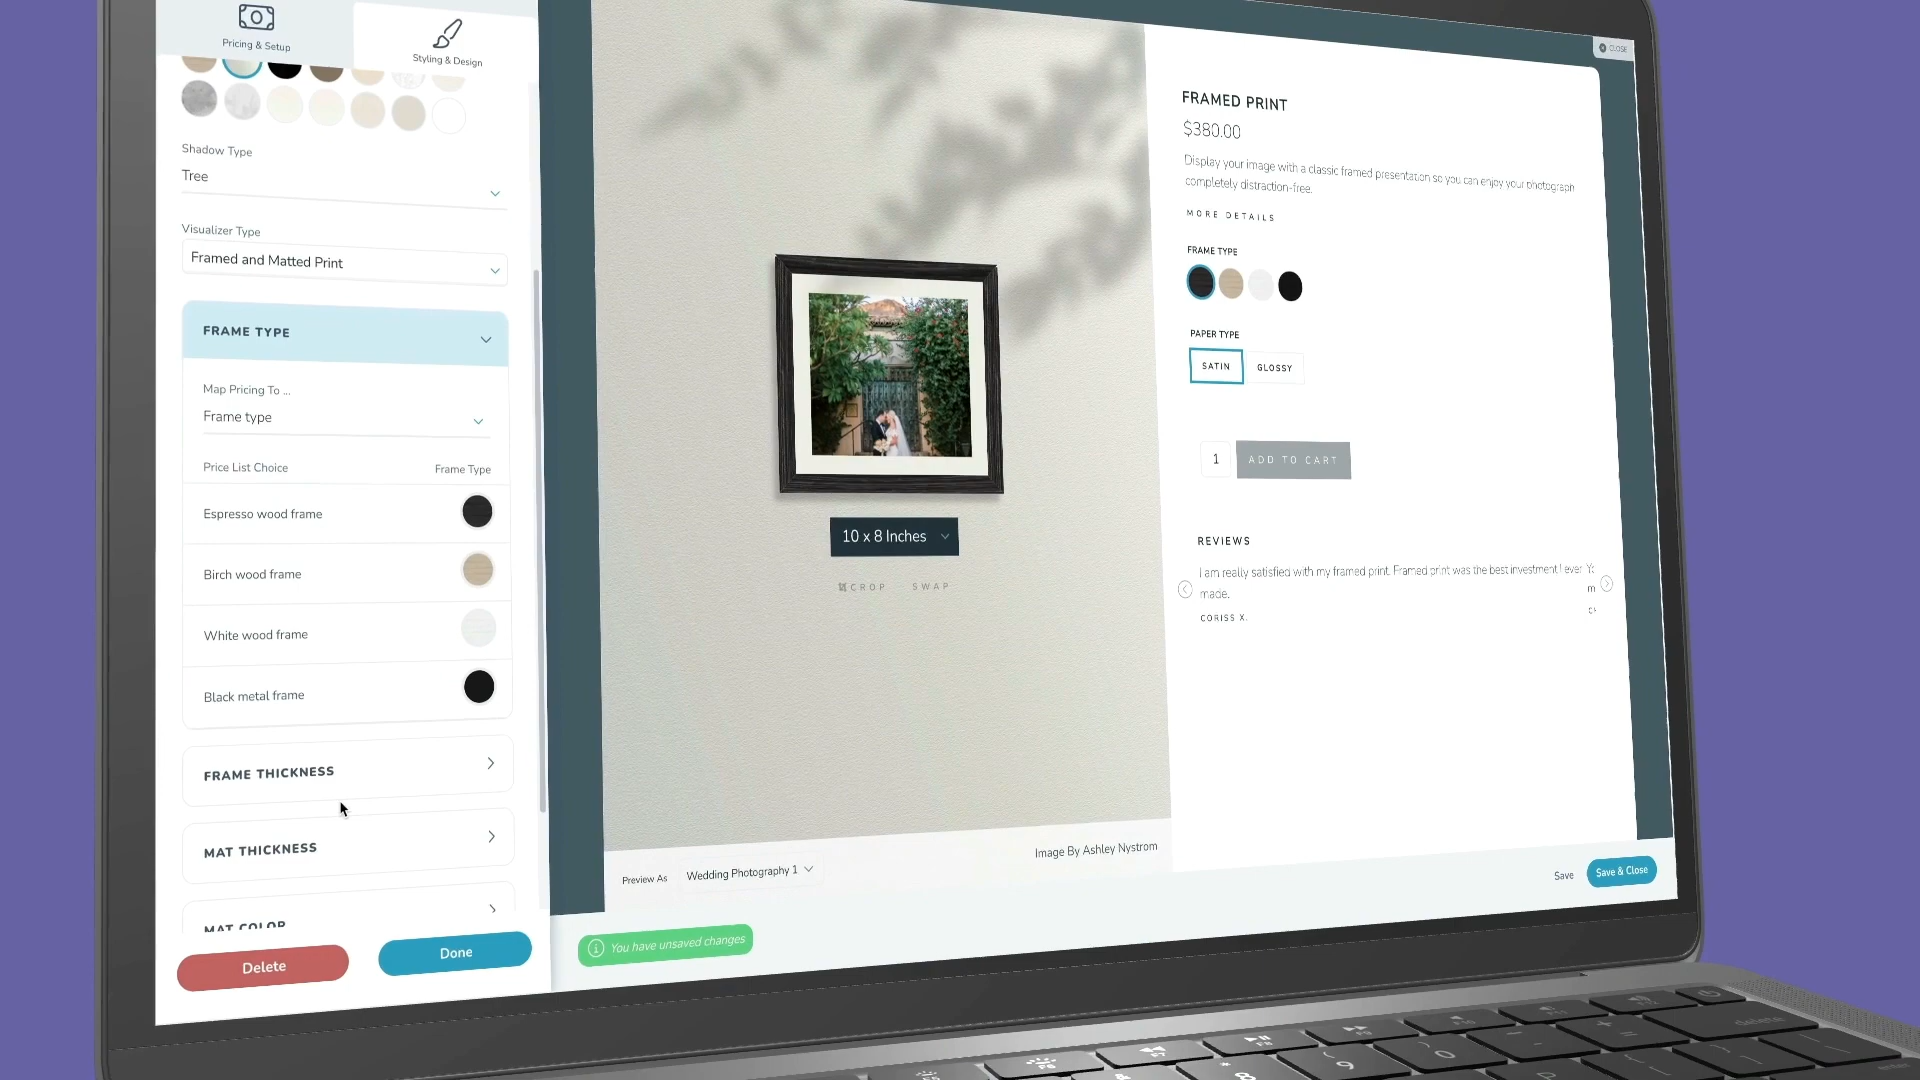 Pricing & Setup
Styling & Design
Shadow Type
Tree
Visualizer Type
Framed and Matted Print
FRAME TYPE
Map Pricing To ...
Frame type
Price List Choice
Frame Type
Espresso wood frame
Birch wood frame
White wood frame
Black metal frame
FRAME THICKNESS
MAT THICKNESS
MAT COLOR
Delete
Done
10 x 8 Inches
CROP
SWAP
Preview As
Wedding Photography 1
Image By Ashley Nystrom
You have unsaved changes
CLOSE
FRAMED PRINT
$380.00
Display your image with a classic framed presentation so you can enjoy your photograph
completely distraction-free.
MORE DETAILS
FRAME TYPE
PAPER TYPE
SATIN
GLOSSY
1
ADD TO CART
REVIEWS
I am really satisfied with my framed print. Framed print was the best investment I ever
made.
CORISS X.
Save
Save & Close
delete